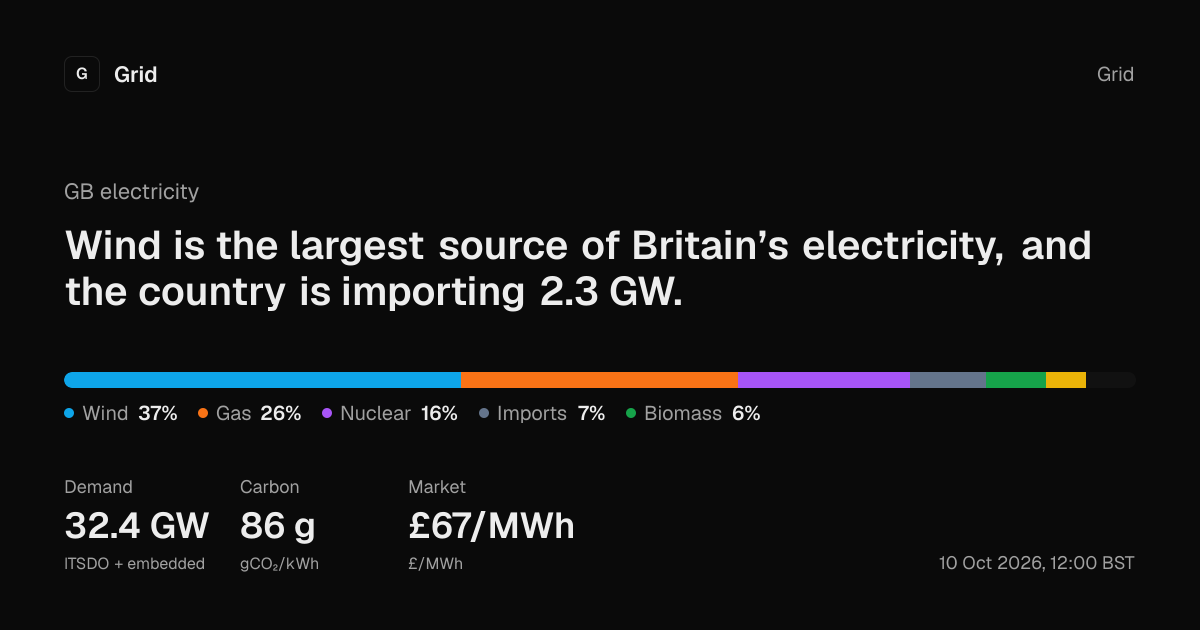 G Grid
Grid
GB electricity
Wind is the largest source of Britain’s electricity, and
the country is importing 2.3 GW.
Wind 37% Gas 26% Nuclear 16% Imports 7% Biomass 6%
Demand Carbon Market
32.4 GW 86 g £67/MWh
ITSDO + embedded gCO₂/kWh £/MWh
10 Oct 2026, 12:00 BST